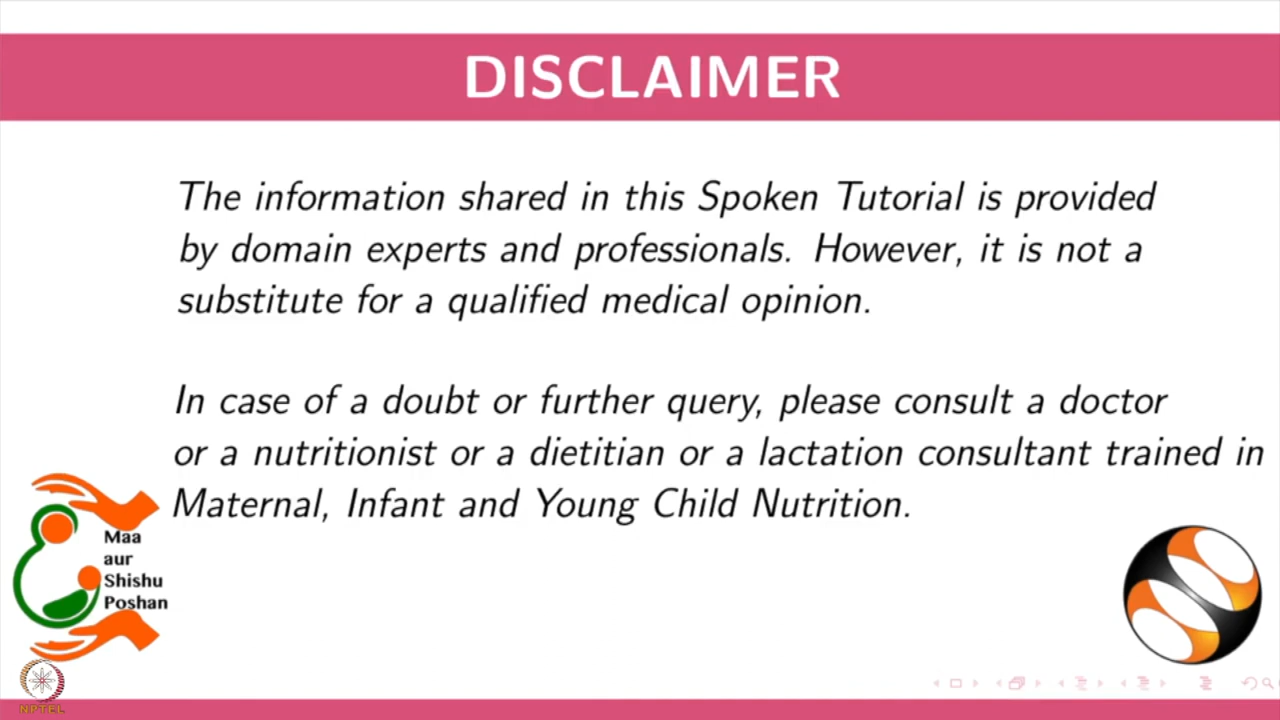 DISCLAIMER
The information shared in this Spoken Tutorial is provided
by domain experts and professionals. However, it is not a
substitute for a qualified medical opinion.
In case of a doubt or further query, please consult a doctor
or a nutritionist or a dietitian or a lactation consultant trained in
Maternal, Infant and Young Child Nutrition.
Maa
aur
Shishu
Poshan
NPTEL